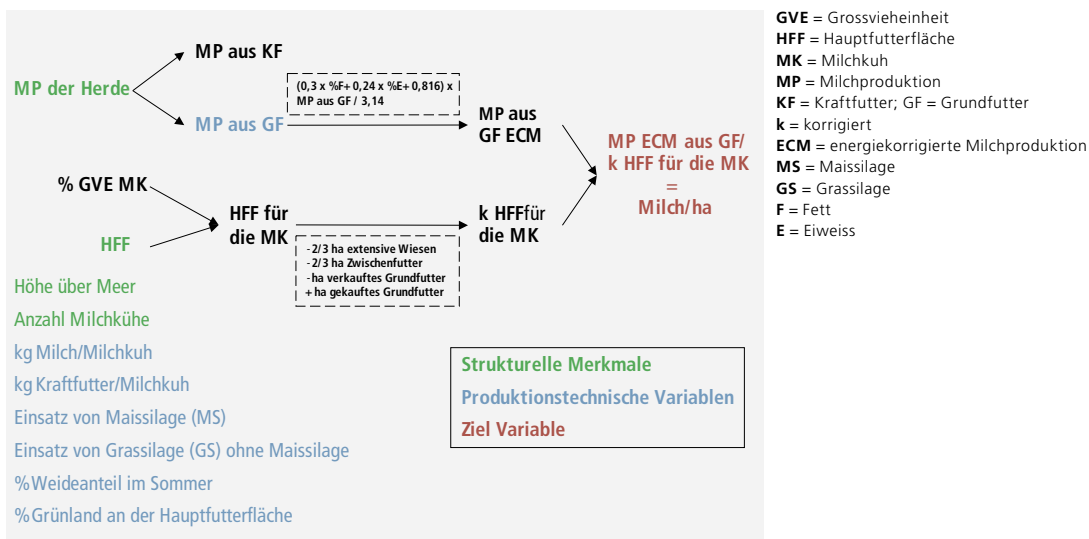 MP der Herde
MP aus KF
MP aus GF
(0,3 x %F+ 0,24 x %E+ 0,816) x
MP aus GF / 3,14
MP aus
GF ECM
MP ECM aus GF/
k HFF für die MK
=
Milch/ha
% GVE MK
HFF
HFF für
die MK
- 2/3 ha extensive Wiesen
- 2/3 ha Zwischenfutter
- ha verkauftes Grundfutter
+ ha gekauftes Grundfutter
k HFFfür
die MK
Höhe über Meer
Anzahl Milchkühe
kg Milch/Milchkuh
kg Kraftfutter/Milchkuh
Einsatz von Maissilage (MS)
Einsatz von Grassilage (GS) ohne Maissilage
%Weideanteil im Sommer
%Grünland an der Hauptfutterfläche
Strukturelle Merkmale
Produktionstechnische Variablen
Ziel Variable
GVE = Grossvieheinheit
HFF = Hauptfutterfläche
MK = Milchkuh
MP = Milchproduktion
KF = Kraftfutter; GF = Grundfutter
k = korrigiert
ECM = energiekorrigierte Milchproduktion
MS = Maissilage
GS = Grassilage
F = Fett
E = Eiweiss